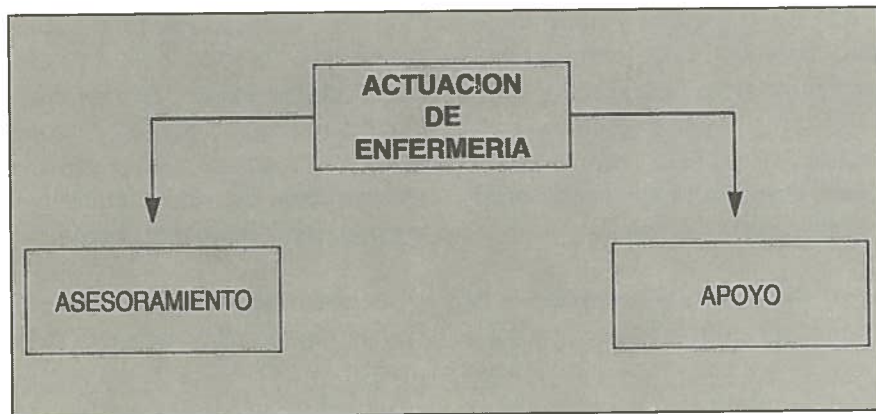 ACTUACION
DE
ENFERMERIA
ASESORAMIENTO
APOYO